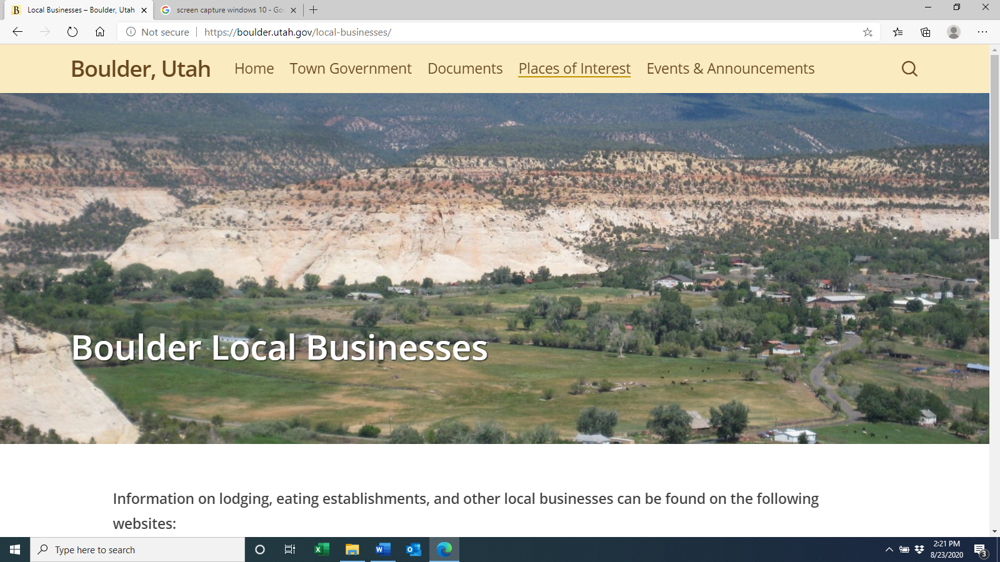 Local Businesses – Boulder, Utah
screen capture windows 10 - Goo
Not secure
https://boulder.utah.gov/local-businesses/
Boulder, Utah
Home
Town Government
Documents
Places of Interest
Events & Announcements
Boulder Local Businesses
Information on lodging, eating establishments, and other local businesses can be found on the following
websites:
Type here to search
2:21 PM
8/23/2020
3